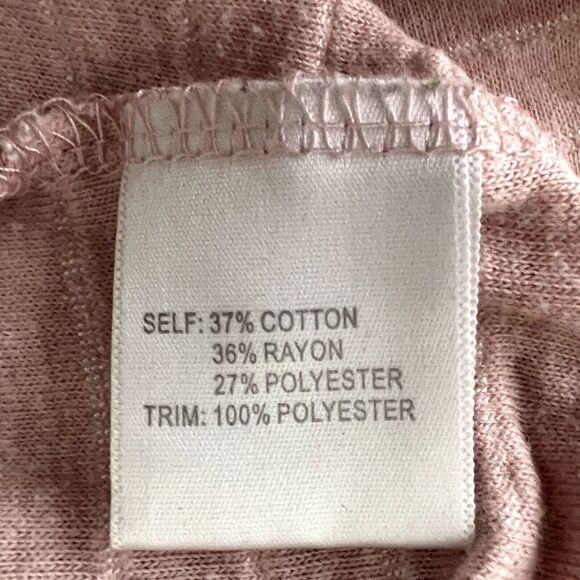 SELF: 37% COTTON
36% RAYON
27% POLYESTER
TRIM: 100% POLYESTER